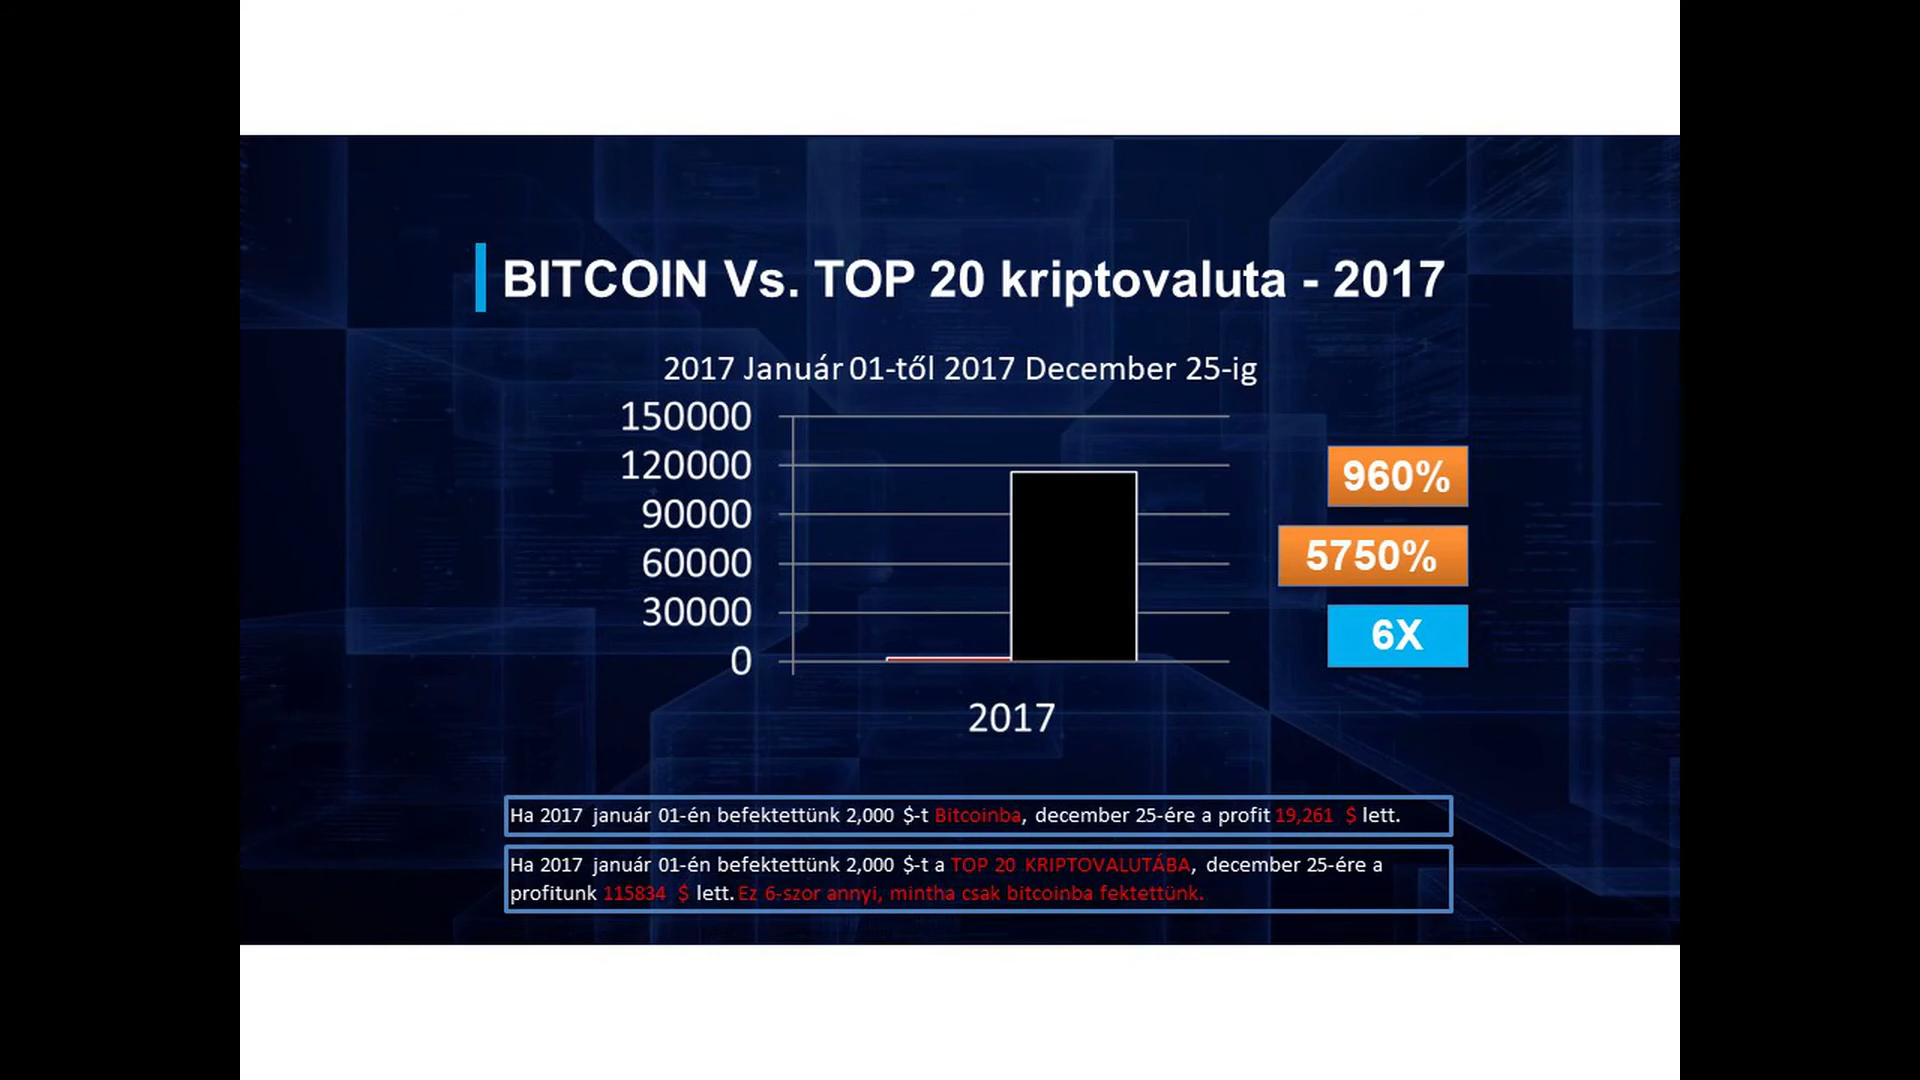 BITCOIN Vs. TOP 20 kriptovaluta - 2017
2017 Január 01-től 2017 December 25-ig
150000
120000
90000
60000
30000
0
2017
960%
5750%
6X
Ha 2017 január 01-én befektettünk 2,000 $-t Bitcoinba, december 25-ére a profit 19,261 $ lett.
Ha 2017 január 01-én befektettünk 2,000 $-t a TOP 20 KRIPTOVALUTÁBA, december 25-ére a
profitunk 115834 $ lett. Ez 6-szor annyi, mintha csak bitcoinba fektettünk.